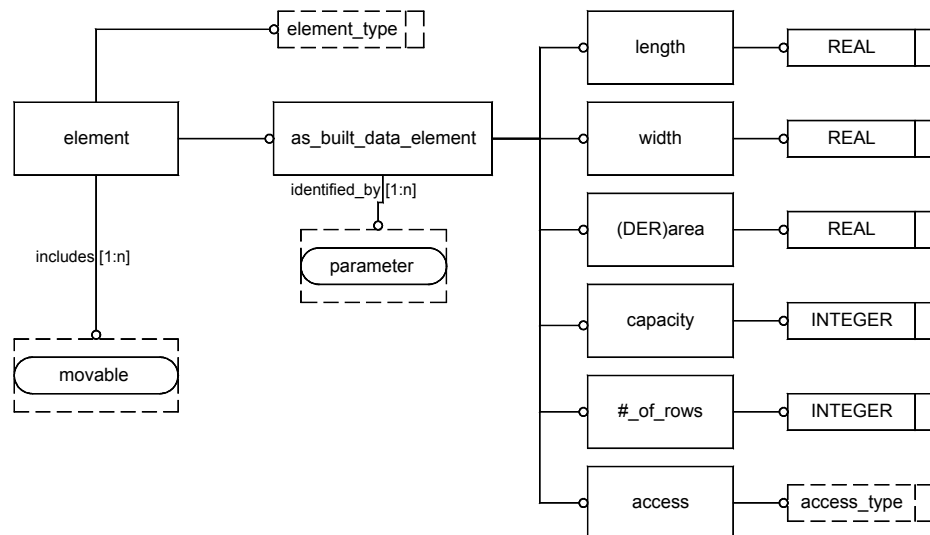 element_type
length
REAL
element
as_built_data_element
width
REAL
identified_by [1:n]
includes [1:n]
parameter
(DER)area
REAL
capacity
INTEGER
movable
#_of_rows
INTEGER
access
access_type